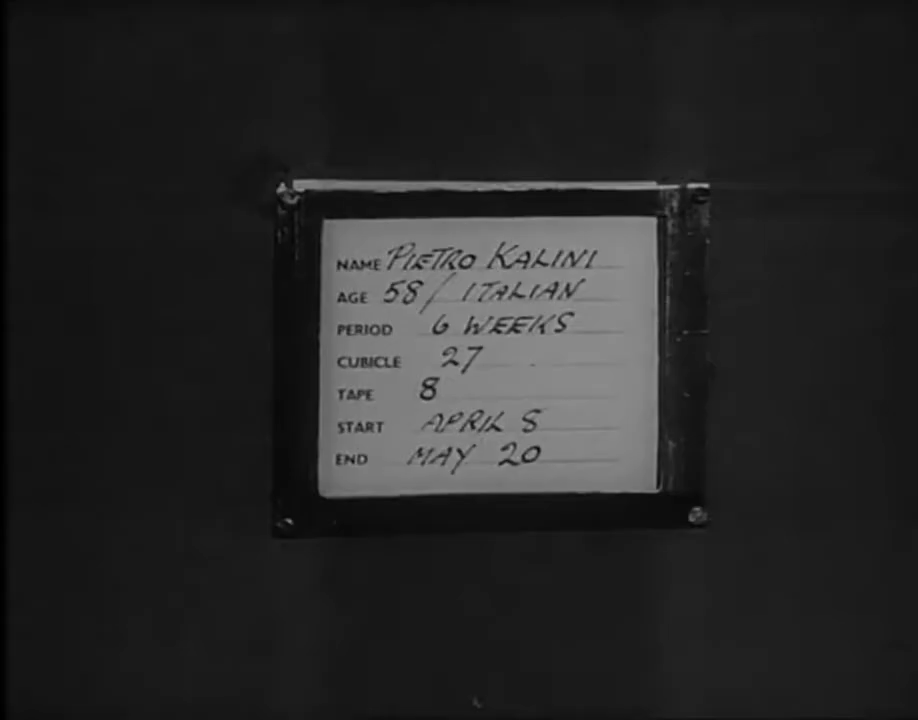 NAME PIETRO KALINI
AGE 58/ ITALIAN
PERIOD 6 WEEKS
CUBICLE 27
TAPE 8
START APRIL 8
END MAY 20